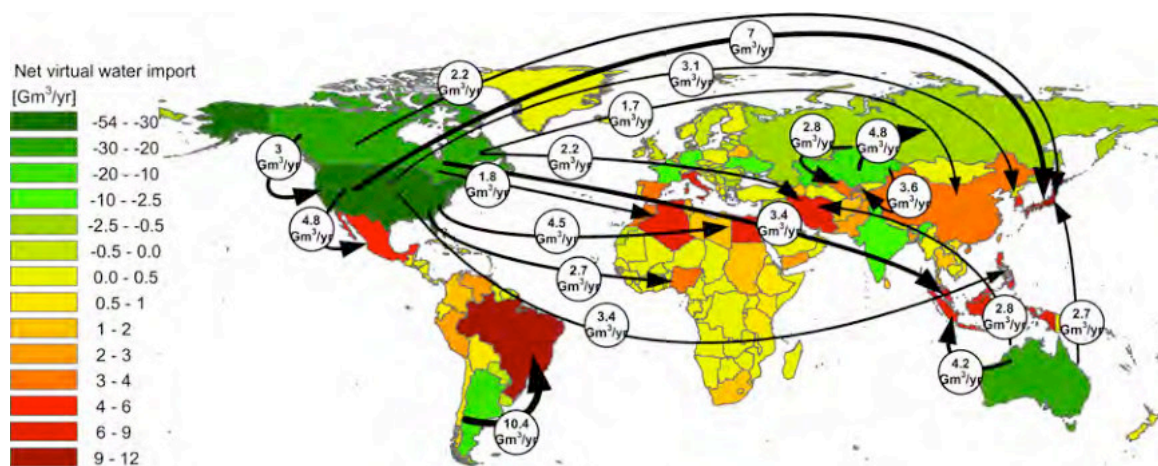 Net virtual water import
[Gm³/yr]
-54 - -30
-30 - -20
-20 - -10
-10 - -2.5
-2.5 - -0.5
-0.5 - 0.0
0.0 - 0.5
0.5 - 1
1 - 2
2 - 3
3 - 4
4 - 6
6 - 9
9 - 12
7
Gm³/yr
2.2
Gm³/yr
3.1
Gm³/yr
1.7
Gm³/yr
3
Gm³/yr
2.8
Gm³/yr
4.8
Gm³/yr
2.2
Gm³/yr
1.8
Gm³/yr
3.6
Gm³/yr
4.8
Gm³/yr
4.5
Gm³/yr
3.4
Gm³/yr
2.7
Gm³/yr
3.4
Gm³/yr
2.8
Gm³/yr
2.7
Gm³/yr
4.2
Gm³/yr
10.4
Gm³/yr